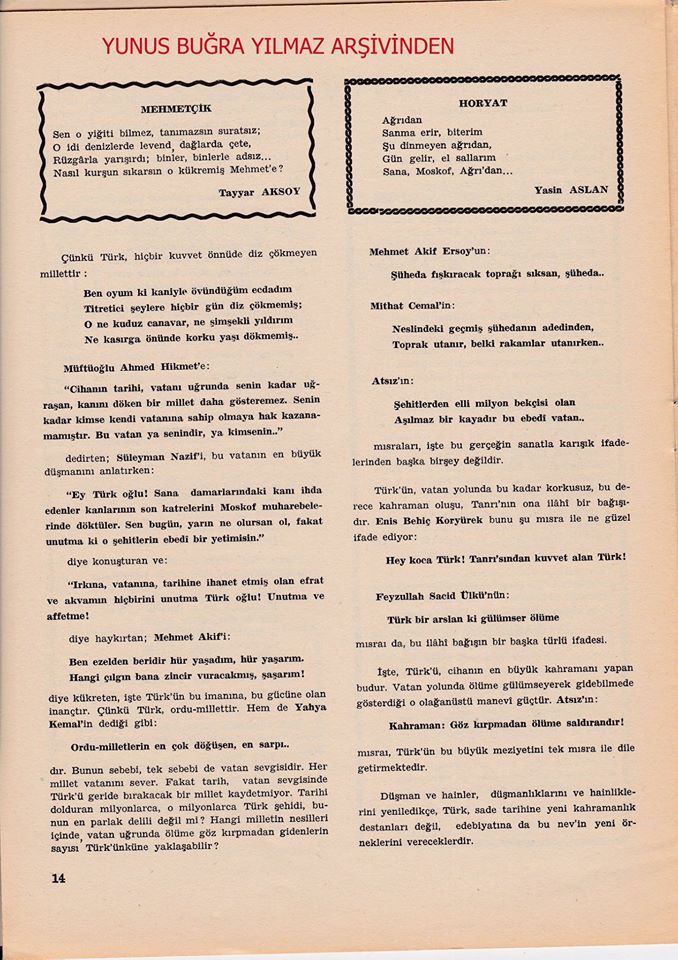 YUNUS BUĞRA YILMAZ ARŞİVİNDEN
MEHMETÇİK
Sen o yiğiti bilmez, tanımazsın suratsız;
O idi denizlerde levend, dağlarda çete,
Rüzgârla yarışırdı; binler, binlerle adsız...
Nasıl kurşun sıkarsın o kükremiş Mehmet'e?
Tayyar AKSOY
HORYAT
Ağrıdan
Sanma erir, biterim
Şu dinmeyen ağrıdan,
Gün gelir, el sallarım
Sana, Moskof, Ağrı'dan...
Yasin ASLAN
Çünkü Türk, hiçbir kuvvet önnüde diz çökmeyen
millettir :
Ben oyum ki kaniyle övündüğüm ecdadım
Titretici şeylere hiçbir gün diz çökmemiş;
O ne kuduz canavar, ne şimşekli yıldırım
Ne kasırga önünde korku yaşı dökmemiş..
Müftüoğlu Ahmed Hikmet'e:
"Cihanın tarihi, vatanı uğrunda senin kadar uğ-
raşan, kanını döken bir millet daha gösteremez. Senin
kadar kimse kendi vatanına sahip olmaya hak kazana-
mamıştır. Bu vatan ya senindir, ya kimsenin.."
dedirten; Süleyman Nazif'i, bu vatanın en büyük
düşmanını anlatırken:
"Ey Türk oğlu! Sana damarlarındaki kanı ihda
edenler kanlarının son katrelerini Moskof muharebele-
rinde döktüler. Sen bugün, yarın ne olursan ol, fakat
unutma ki o şehitlerin ebedi bir yetimisin."
diye konuşturan ve:
"Irkına, vatanına, tarihine ihanet etmiş olan efrat
ve akvamın hiçbirini unutma Türk oğlu! Unutma ve
affetme!
diye haykırtan; Mehmet Akif'i:
Ben ezelden beridir hür yaşadım, hür yaşarım.
Hangi çılgın bana zincir vuracakmış, şaşarım!
diye kükreten, işte Türk'ün bu imanına, bu gücüne olan
inançtır. Çünkü Türk, ordu-millettir. Hem de Yahya
Kemal'in dediği gibi:
Ordu-milletlerin en çok döğüşen, en sarpı..
dır. Bunun sebebi, tek sebebi de vatan sevgisidir. Her
millet vatanını sever. Fakat tarih, vatan sevgisinde
Türk'ü geride bırakacak bir millet kaydetmiyor. Tarihi
dolduran milyonlarca, o milyonlarca Türk şehidi, bu-
nun en parlak delili değil mi? Hangi milletin nesilleri
içinde, vatan uğrunda ölüme göz kırpmadan gidenlerin
sayısı Türk'ünküne yaklaşabilir?
14
Mehmet Akif Ersoy'un:
Şüheda fışkıracak toprağı sıksan, şüheda..
Mithat Cemal'in:
Neslindeki geçmiş şühedanın adedinden,
Toprak utanır, belki rakamlar utanırken..
Atsız'ın:
Şehitlerden elli milyon bekçisi olan
Aşılmaz bir kayadır bu ebedi vatan..
mısraları, işte bu gerçeğin sanatla karışık ifade-
lerinden başka birşey değildir.
Türk'ün, vatan yolunda bu kadar korkusuz, bu de-
rece kahraman oluşu, Tanrı'nın ona ilâhî bir bağışı-
dır. Enis Behiç Koryürek bunu şu mısra ile ne güzel
ifade ediyor:
Hey koca Türk! Tanrı'sından kuvvet alan Türk!
Feyzullah Sacid Ülkü'nün:
Türk bir arslan ki gülümser ölüme
mısraı da, bu ilâhî bağışın bir başka türlü ifadesi.
İşte, Türk'ü, cihanın en büyük kahramanı yapan
budur. Vatan yolunda ölüme gülümseyerek gidebilmede
gösterdiği o olağanüstü manevî güçtür. Atsız'ın:
Kahraman: Göz kırpmadan ölüme saldırandır!
mısraı, Türk'ün bu büyük meziyetini tek mısra ile dile
getirmektedir.
Düşman ve hainler, düşmanlıklarını ve hainlikle-
rini yeniledikçe, Türk, sade tarihine yeni kahramanlık
destanları değil, edebiyatına da bu nev'in yeni ör-
neklerini vereceklerdir.